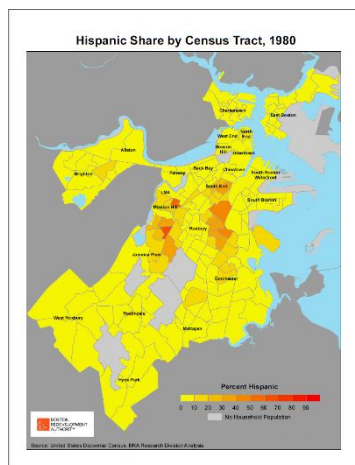 Hispanic Share by Census Tract, 1980
Charlestown
East Boston
West End
North End
Beacon Hill
Downtown
Allston
Brighton
Back Bay
Chinatown
Fenway
South End
South Boston Waterfront
LMA
Mission Hill
South Boston
Roxbury
Jamaica Plain
Dorchester
West Roxbury
Roslindale
Mattapan
Hyde Park
Percent Hispanic
0 10 20 30 40 50 60 70 80 90
No Household Population
BOSTON
REDEVELOPMENT
AUTHORITY
Source: United States Decennial Census, BRA Research Division Analysis